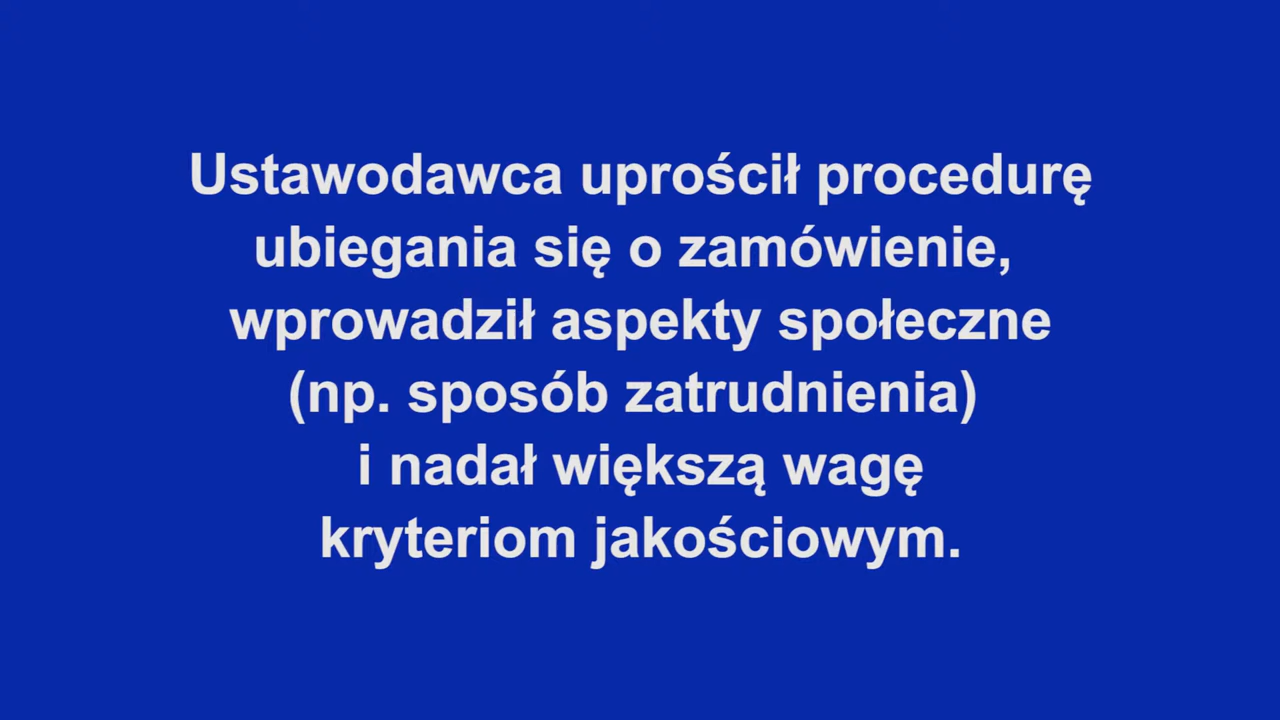 Ustawodawca uprościł procedurę
ubiegania się o zamówienie,
wprowadził aspekty społeczne
(np. sposób zatrudnienia)
i nadał większą wagę
kryteriom jakościowym.